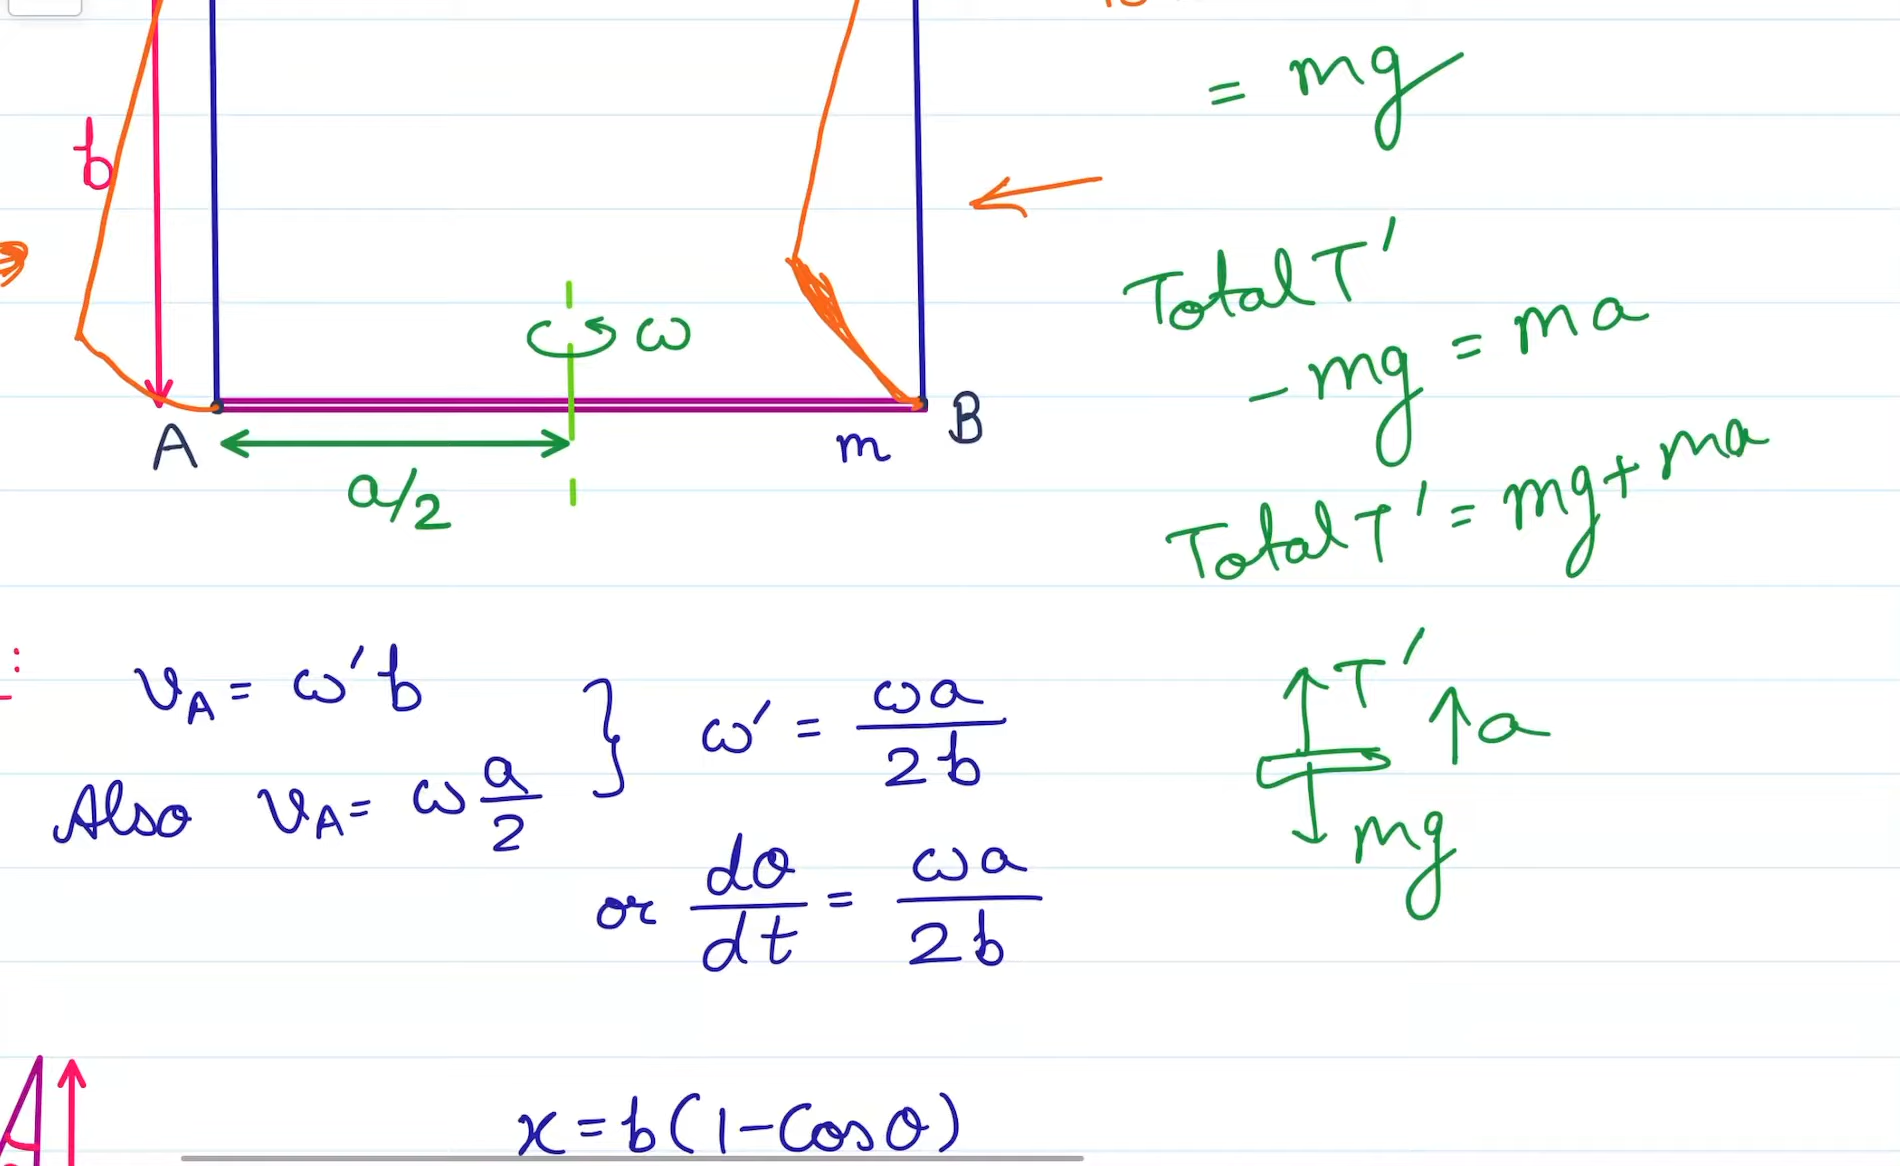 = mg
b
Total T'
- mg = ma
ω
A
B
m
a/2
Total T' = mg + ma
v_A = ω'b
Also v_A = ω a/2
} ω' = ωa/2b
or dθ/dt = ωa/2b
T'
↑a
mg
x = b(1-Cosθ)